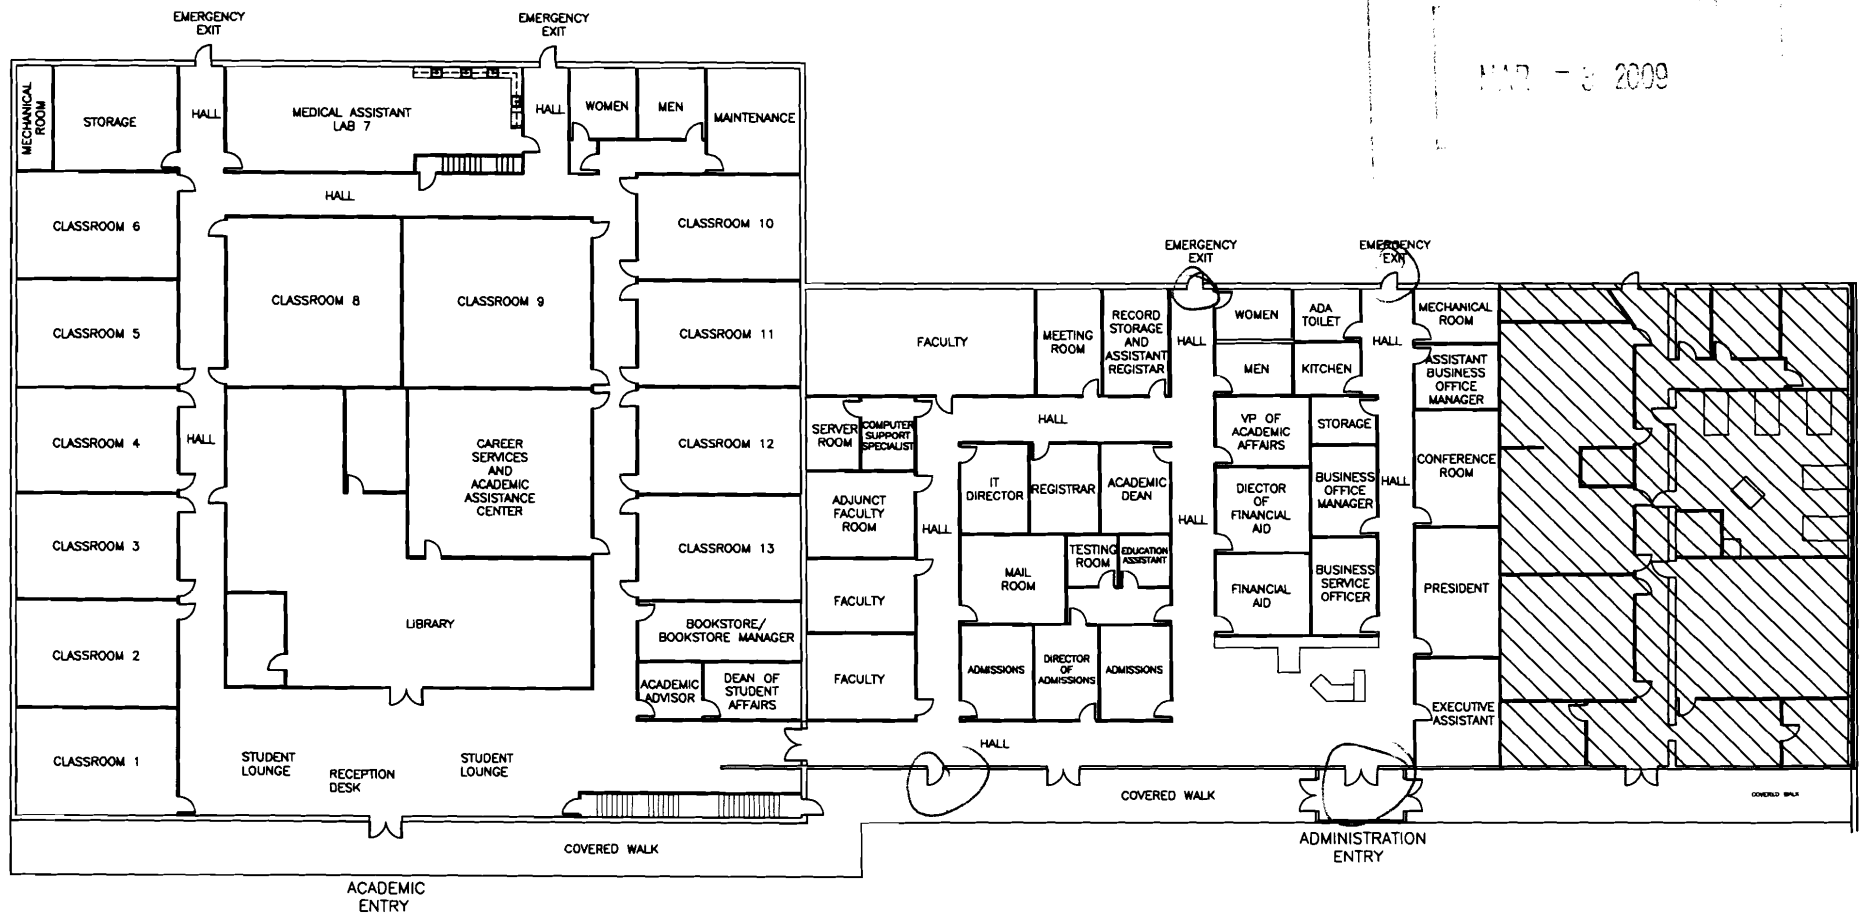 EMERGENCY
EXIT
EMERGENCY
EXIT
2009
MECHANICAL
ROOM
STORAGE
HALL
MEDICAL ASSISTANT
LAB 7
HALL
WOMEN
MEN
MAINTENANCE
HALL
CLASSROOM 6
CLASSROOM 10
CLASSROOM 8
CLASSROOM 9
CLASSROOM 5
CLASSROOM 11
CLASSROOM 4
HALL
CAREER
SERVICES
AND
ACADEMIC
ASSISTANCE
CENTER
CLASSROOM 12
CLASSROOM 3
CLASSROOM 13
LIBRARY
BOOKSTORE/
BOOKSTORE MANAGER
CLASSROOM 2
ACADEMIC
ADVISOR
DEAN OF
STUDENT
AFFAIRS
CLASSROOM 1
STUDENT
LOUNGE
RECEPTION
DESK
STUDENT
LOUNGE
COVERED WALK
ACADEMIC
ENTRY
EMERGENCY
EXIT
EMERGENCY
EXIT
FACULTY
MEETING
ROOM
RECORD
STORAGE
AND
ASSISTANT
REGISTAR
HALL
WOMEN
ADA
TOILET
HALL
MECHANICAL
ROOM
MEN
KITCHEN
ASSISTANT
BUSINESS
OFFICE
MANAGER
SERVER
ROOM
COMPUTER
SUPPORT
SPECIALIST
HALL
VP OF
ACADEMIC
AFFAIRS
STORAGE
CONFERENCE
ROOM
ADJUNCT
FACULTY
ROOM
HALL
IT
DIRECTOR
REGISTRAR
ACADEMIC
DEAN
HALL
DIECTOR
OF
FINANCIAL
AID
BUSINESS
OFFICE
MANAGER
HALL
MAIL
ROOM
TESTING
ROOM
EDUCATION
ASSISTANT
FACULTY
FINANCIAL
AID
BUSINESS
SERVICE
OFFICER
PRESIDENT
FACULTY
ADMISSIONS
DIRECTOR
OF
ADMISSIONS
ADMISSIONS
EXECUTIVE
ASSISTANT
HALL
COVERED WALK
COVERED WALK
ADMINISTRATION
ENTRY